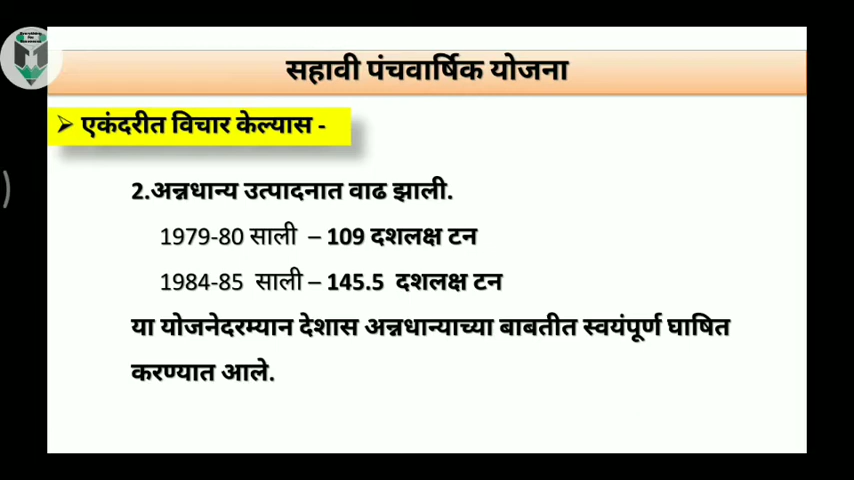 सहावी पंचवार्षिक योजना
➢ एकंदरीत विचार केल्यास -
2.अन्नधान्य उत्पादनात वाढ झाली.
1979-80 साली – 109 दशलक्ष टन
1984-85 साली – 145.5 दशलक्ष टन
या योजनेदरम्यान देशास अन्नधान्याच्या बाबतीत स्वयंपूर्ण घाषित
करण्यात आले.